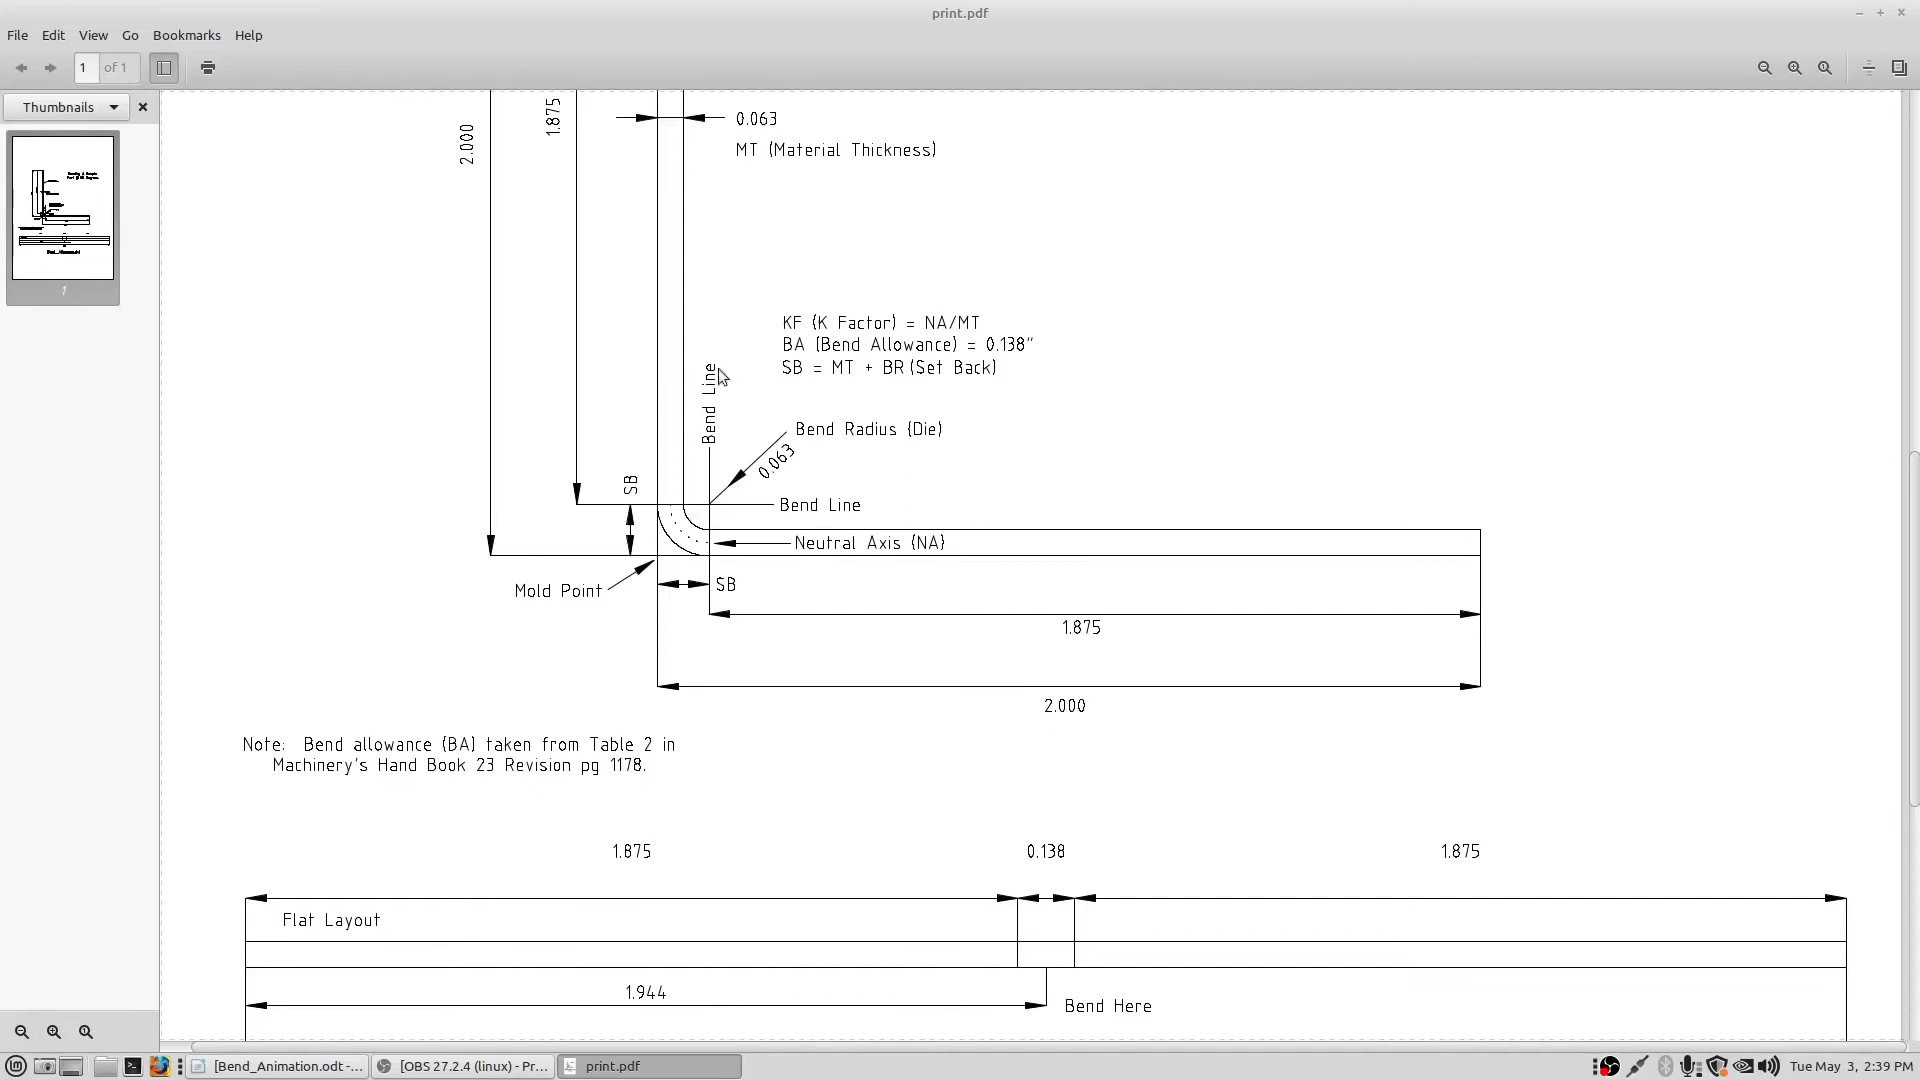 print.pdf
File Edit View Go Bookmarks Help
1 of 1
Thumbnails
1
2.000
1.875
0.063
MT (Material Thickness)
KF (K Factor) = NA/MT
BA (Bend Allowance) = 0.138"
SB = MT + BR (Set Back)
Bend Line
Bend Radius (Die)
0.063
SB
Bend Line
Neutral Axis (NA)
Mold Point
SB
1.875
2.000
Note: Bend allowance (BA) taken from Table 2 in
Machinery's Hand Book 23 Revision pg 1178.
1.875 0.138 1.875
Flat Layout
1.944
Bend Here
[Bend_Animation.odt -... [OBS 27.2.4 (linux) - Pr... print.pdf Tue May 3, 2:39 PM